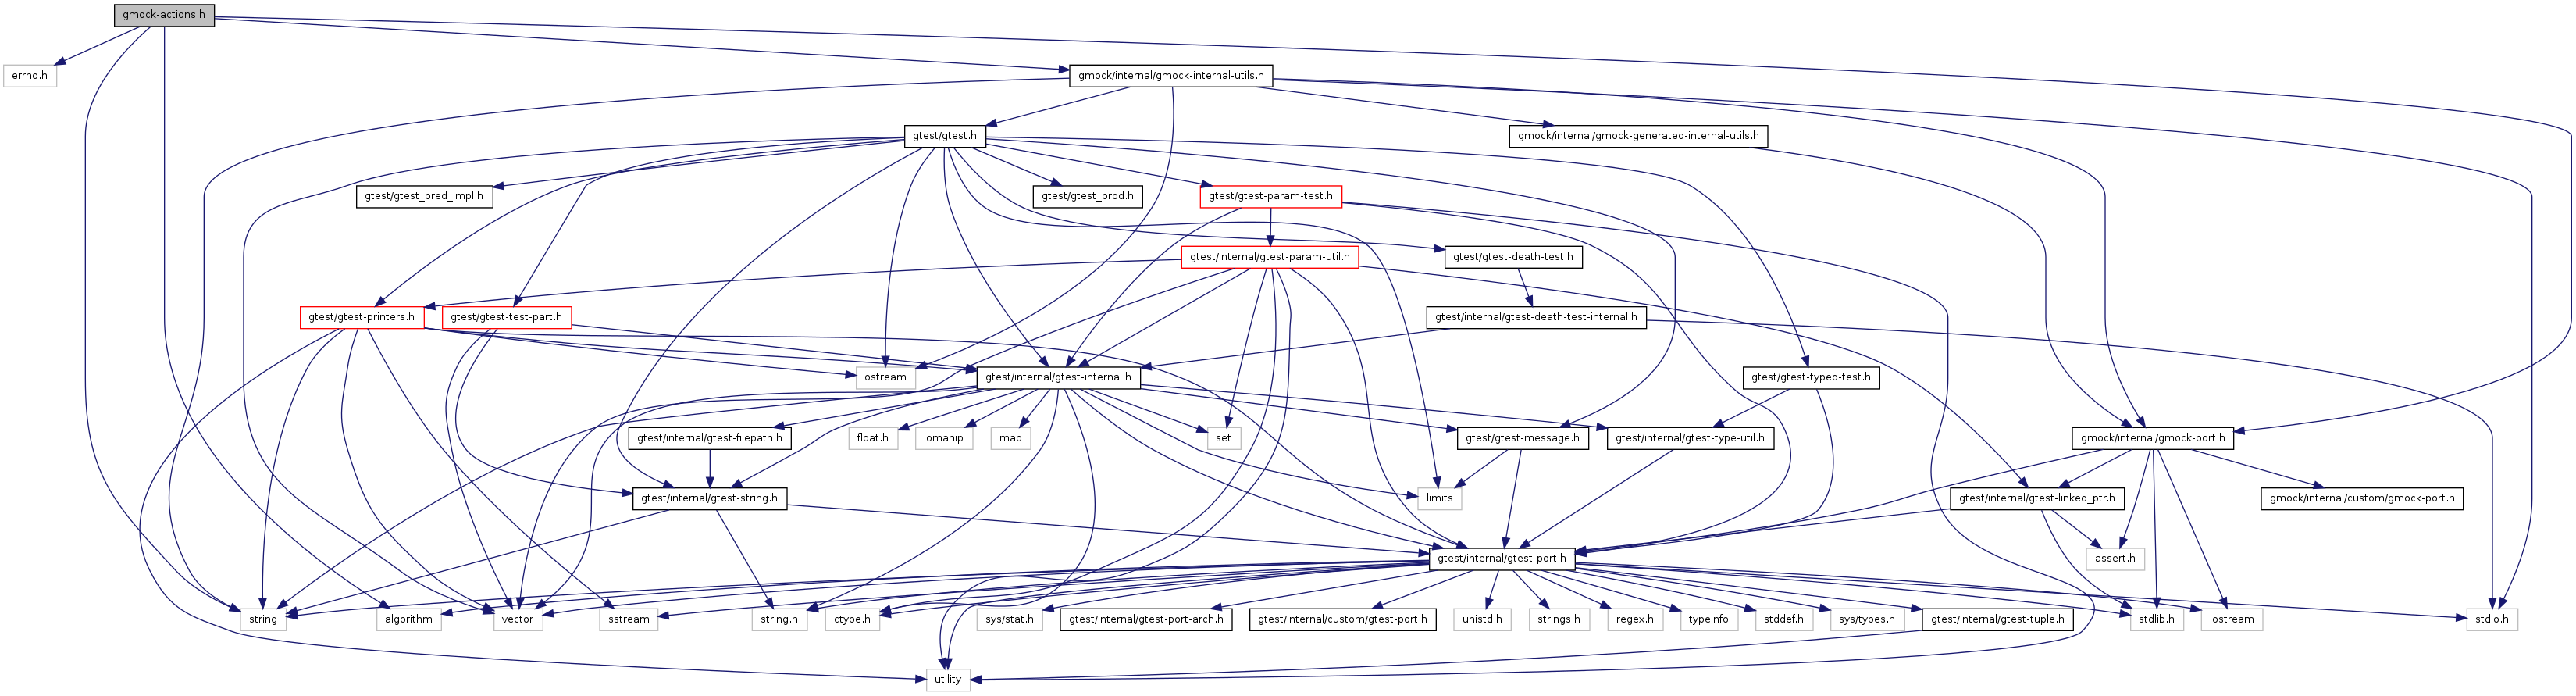 gmock-actions.h
errno.h
gmock/internal/gmock-internal-utils.h
gtest/gtest.h
gmock/internal/gmock-generated-internal-utils.h
gtest/gtest_pred_impl.h
gtest/gtest_prod.h
gtest/gtest-param-test.h
gtest/internal/gtest-param-util.h
gtest/gtest-death-test.h
gtest/gtest-printers.h
gtest/gtest-test-part.h
gtest/internal/gtest-death-test-internal.h
ostream
gtest/internal/gtest-internal.h
gtest/gtest-typed-test.h
gtest/internal/gtest-filepath.h
float.h
iomanip
map
set
gtest/gtest-message.h
gtest/internal/gtest-type-util.h
gmock/internal/gmock-port.h
gtest/internal/gtest-string.h
limits
gtest/internal/gtest-linked_ptr.h
gmock/internal/custom/gmock-port.h
gtest/internal/gtest-port.h
assert.h
string
algorithm
vector
sstream
string.h
ctype.h
sys/stat.h
gtest/internal/gtest-port-arch.h
gtest/internal/custom/gtest-port.h
unistd.h
strings.h
regex.h
typeinfo
stddef.h
sys/types.h
gtest/internal/gtest-tuple.h
stdlib.h
iostream
stdio.h
utility